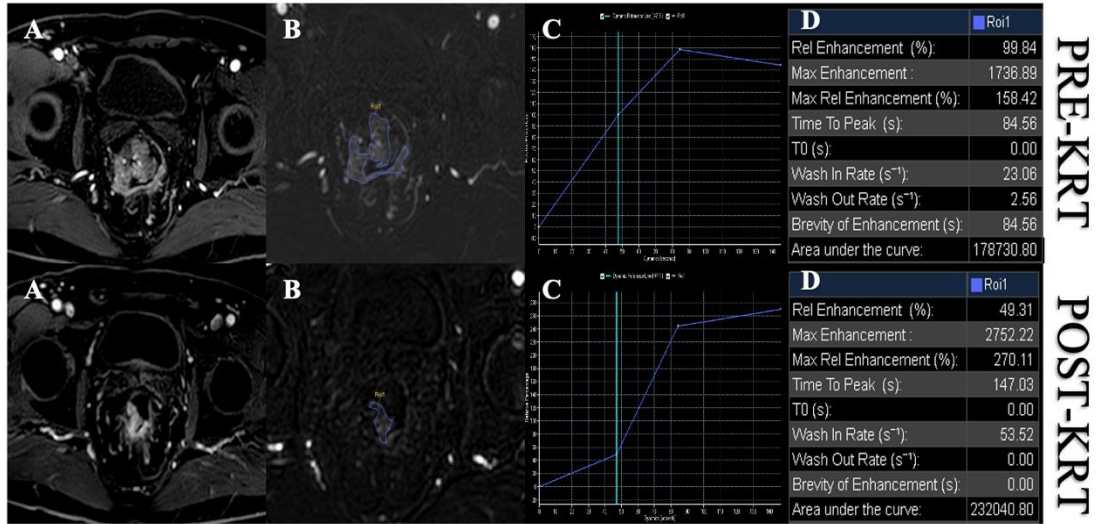 A
B
Roi1
C
D
Roi1
Rel Enhancement (%): 99.84
Max Enhancement : 1736.89
Max Rel Enhancement (%): 158.42
Time To Peak (s): 84.56
T0 (s): 0.00
Wash In Rate (s⁻¹): 23.06
Wash Out Rate (s⁻¹): 2.56
Brevity of Enhancement (s): 84.56
Area under the curve: 178730.80
PRE-KRT
A
B
Roi1
C
D
Roi1
Rel Enhancement (%): 49.31
Max Enhancement : 2752.22
Max Rel Enhancement (%): 270.11
Time To Peak (s): 147.03
T0 (s): 0.00
Wash In Rate (s⁻¹): 53.52
Wash Out Rate (s⁻¹): 0.00
Brevity of Enhancement (s): 0.00
Area under the curve: 232040.80
POST-KRT